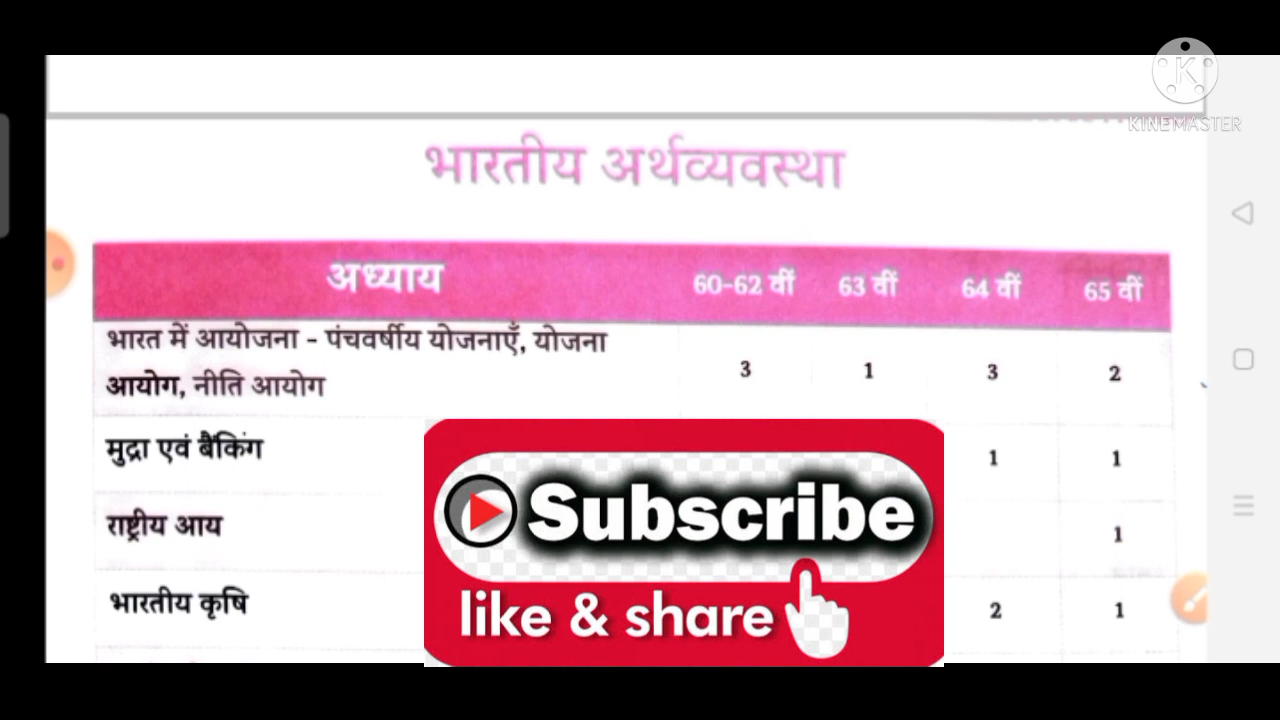 KINEMASTER
भारतीय अर्थव्यवस्था
अध्याय 60-62 वीं 63 वीं 64 वीं 65 वीं
भारत में आयोजना - पंचवर्षीय योजनाएँ, योजना
आयोग, नीति आयोग 3 1 3 2
मुद्रा एवं बैंकिंग 1 1
राष्ट्रीय आय 1
भारतीय कृषि 2 1
Subscribe
like & share